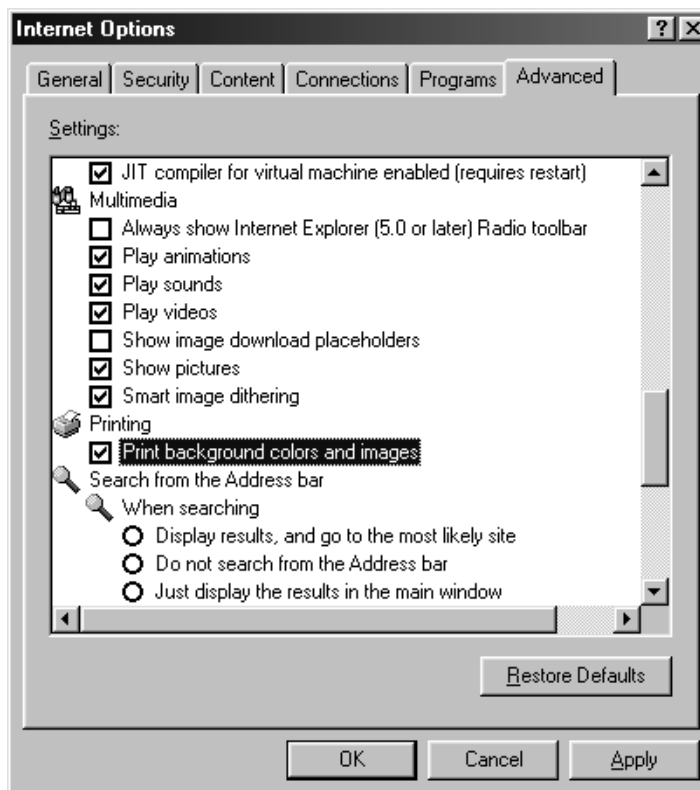 Internet Options
General Security Content Connections Programs Advanced
Settings:
JIT compiler for virtual machine enabled (requires restart)
Multimedia
Always show Internet Explorer (5.0 or later) Radio toolbar
Play animations
Play sounds
Play videos
Show image download placeholders
Show pictures
Smart image dithering
Printing
Print background colors and images
Search from the Address bar
When searching
Display results, and go to the most likely site
Do not search from the Address bar
Just display the results in the main window
Restore Defaults
OK Cancel Apply